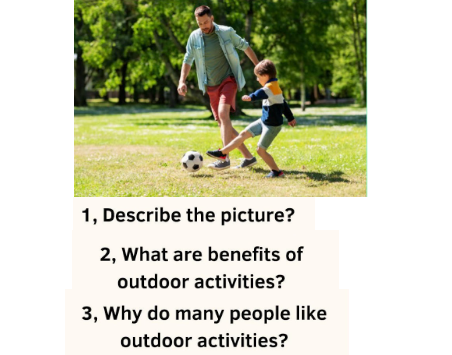 1, Describe the picture?
2, What are benefits of
outdoor activities?
3, Why do many people like
outdoor activities?